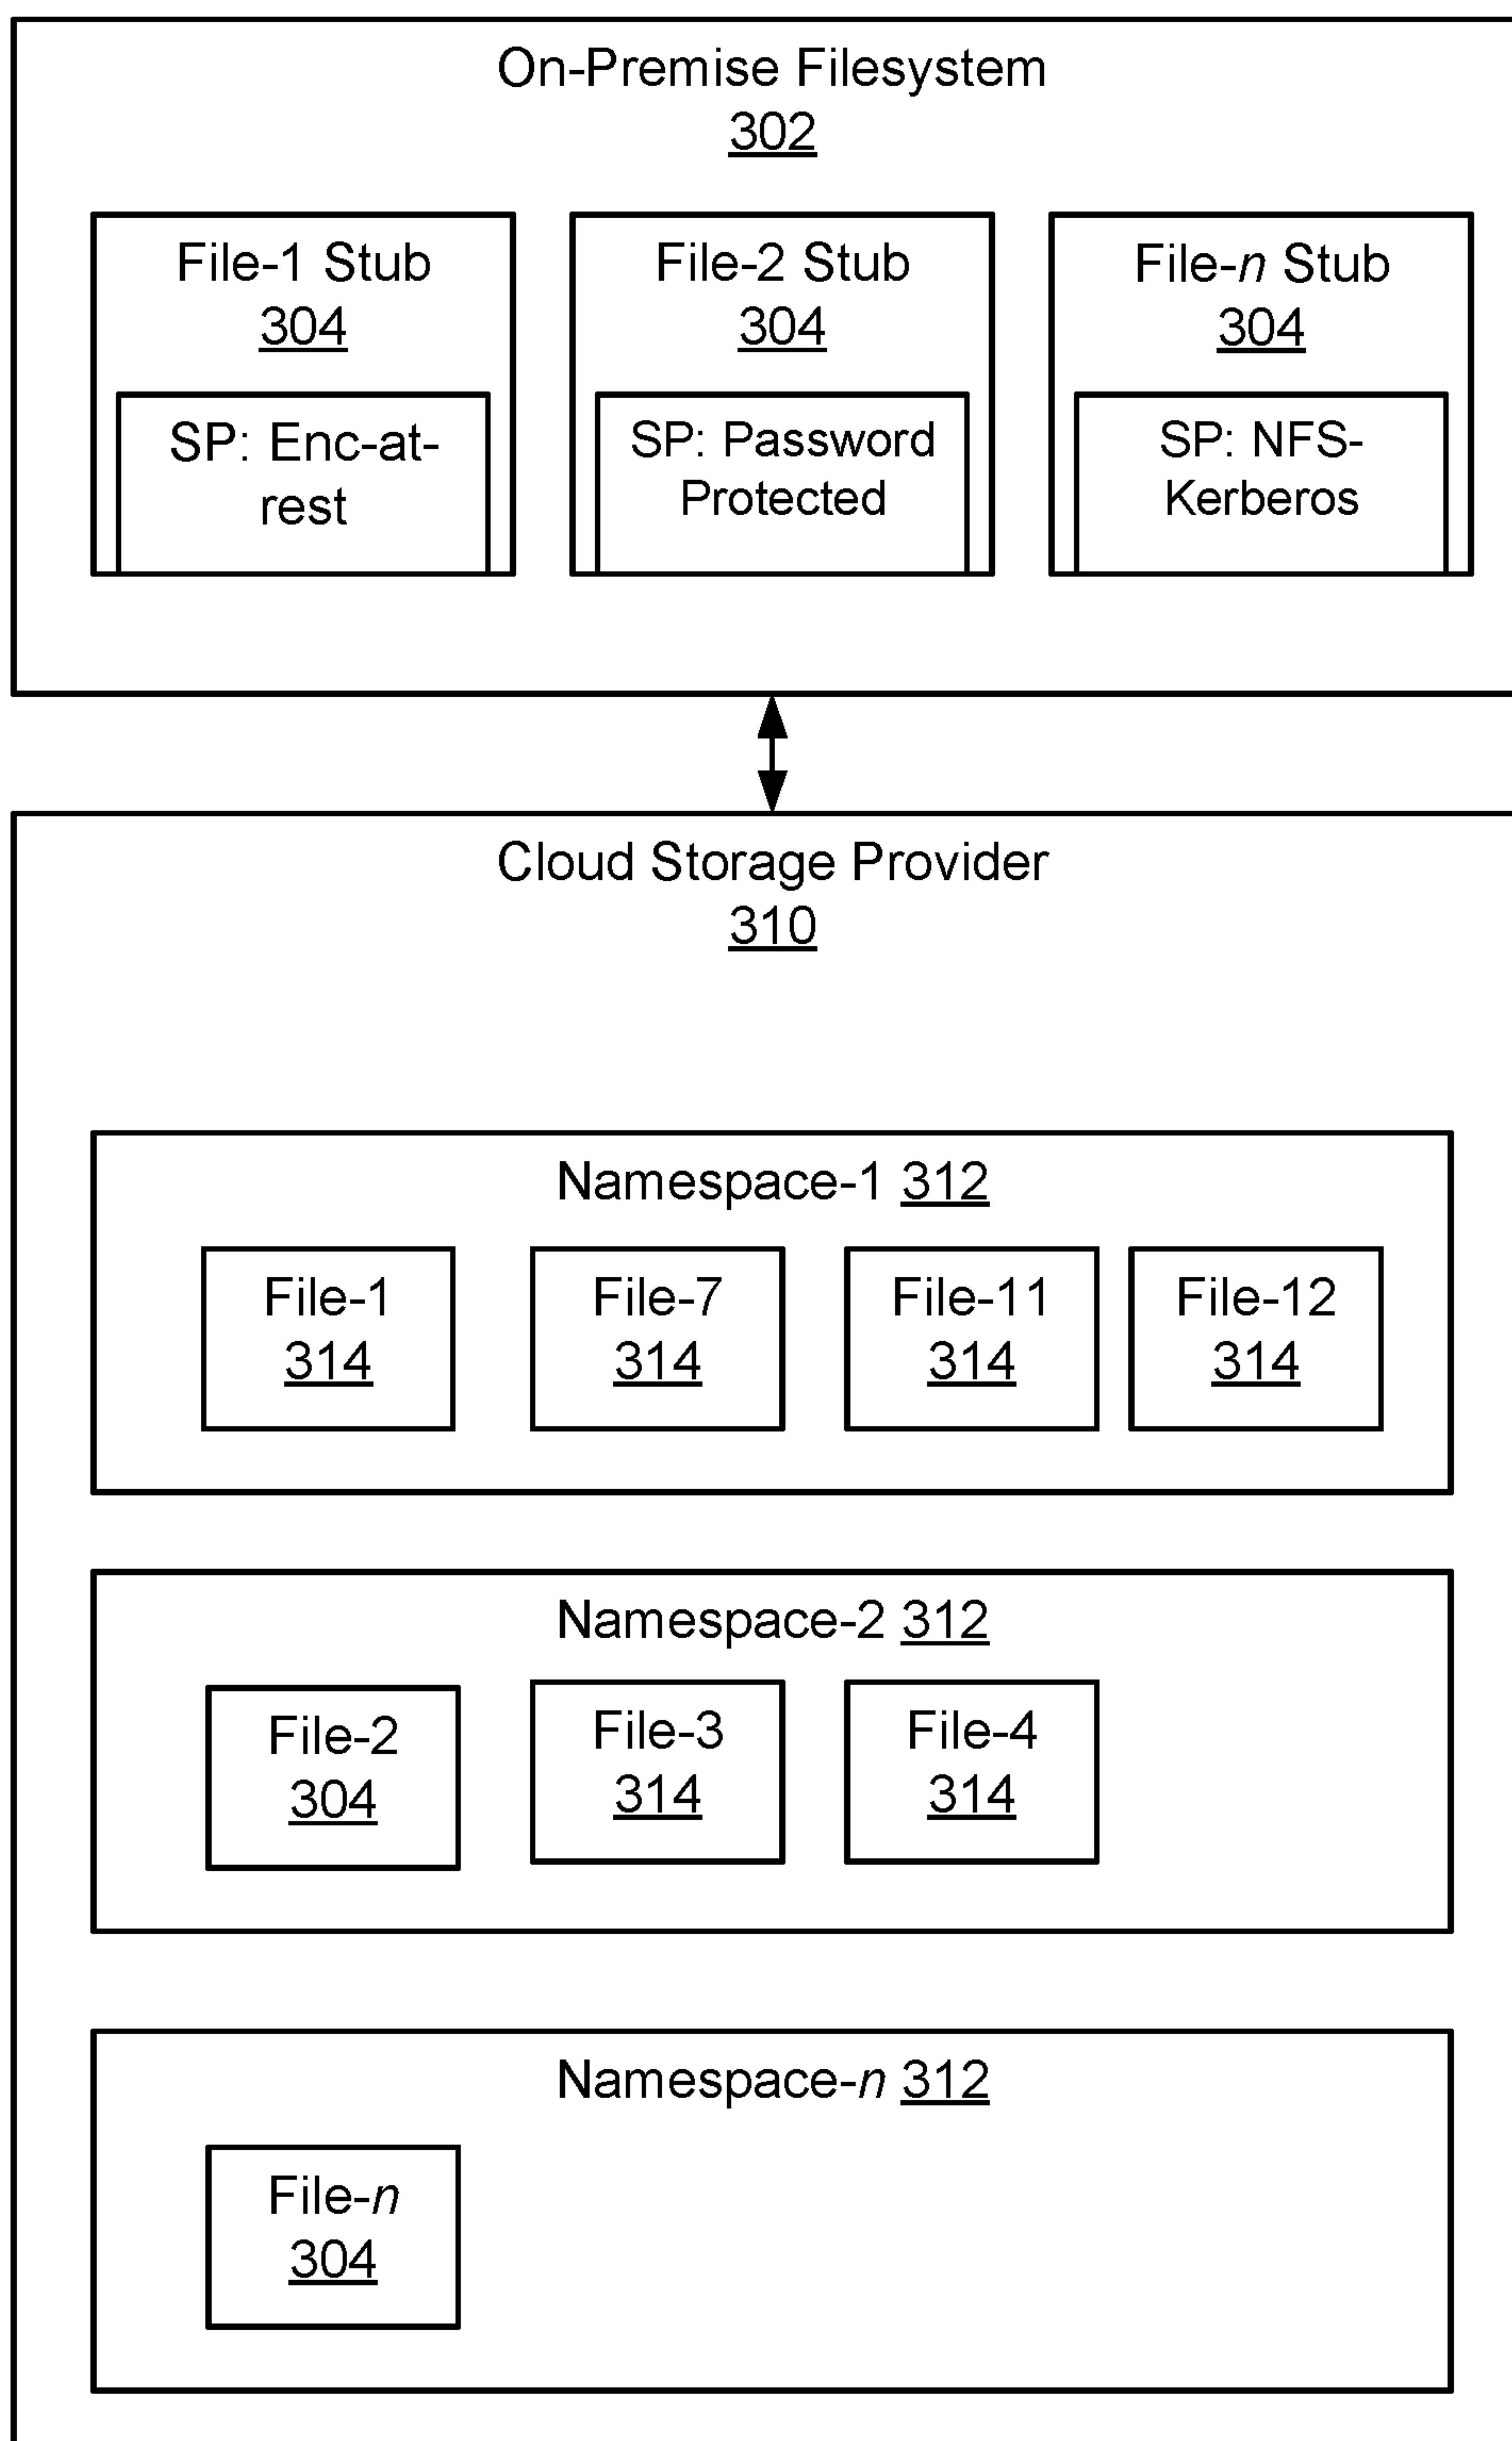 On-Premise Filesystem
302
File-1 Stub
304
SP: Enc-at-
rest
File-2 Stub
304
SP: Password
Protected
File-n Stub
304
SP: NFS-
Kerberos
Cloud Storage Provider
310
Namespace-1 312
File-1
314
File-7
314
File-11
314
File-12
314
Namespace-2 312
File-2
304
File-3
314
File-4
314
Namespace-n 312
File-n
304